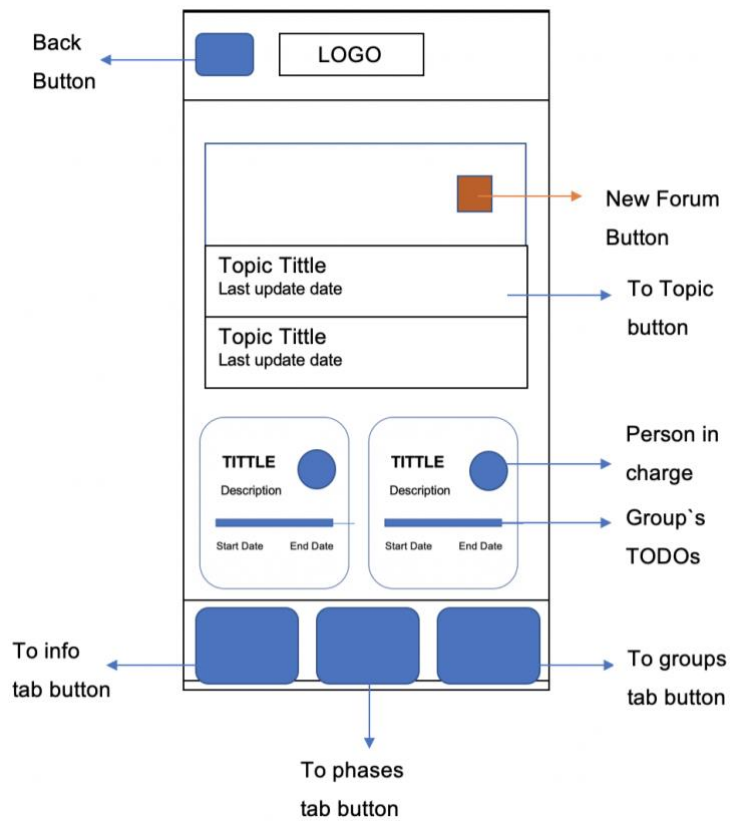 Back
Button
LOGO
New Forum
Button
Topic Tittle
Last update date
To Topic
button
Topic Tittle
Last update date
Person in
charge
TITTLE
Description
Start Date End Date
TITTLE
Description
Start Date End Date
Group`s
TODOs
To info
tab button
To groups
tab button
To phases
tab button